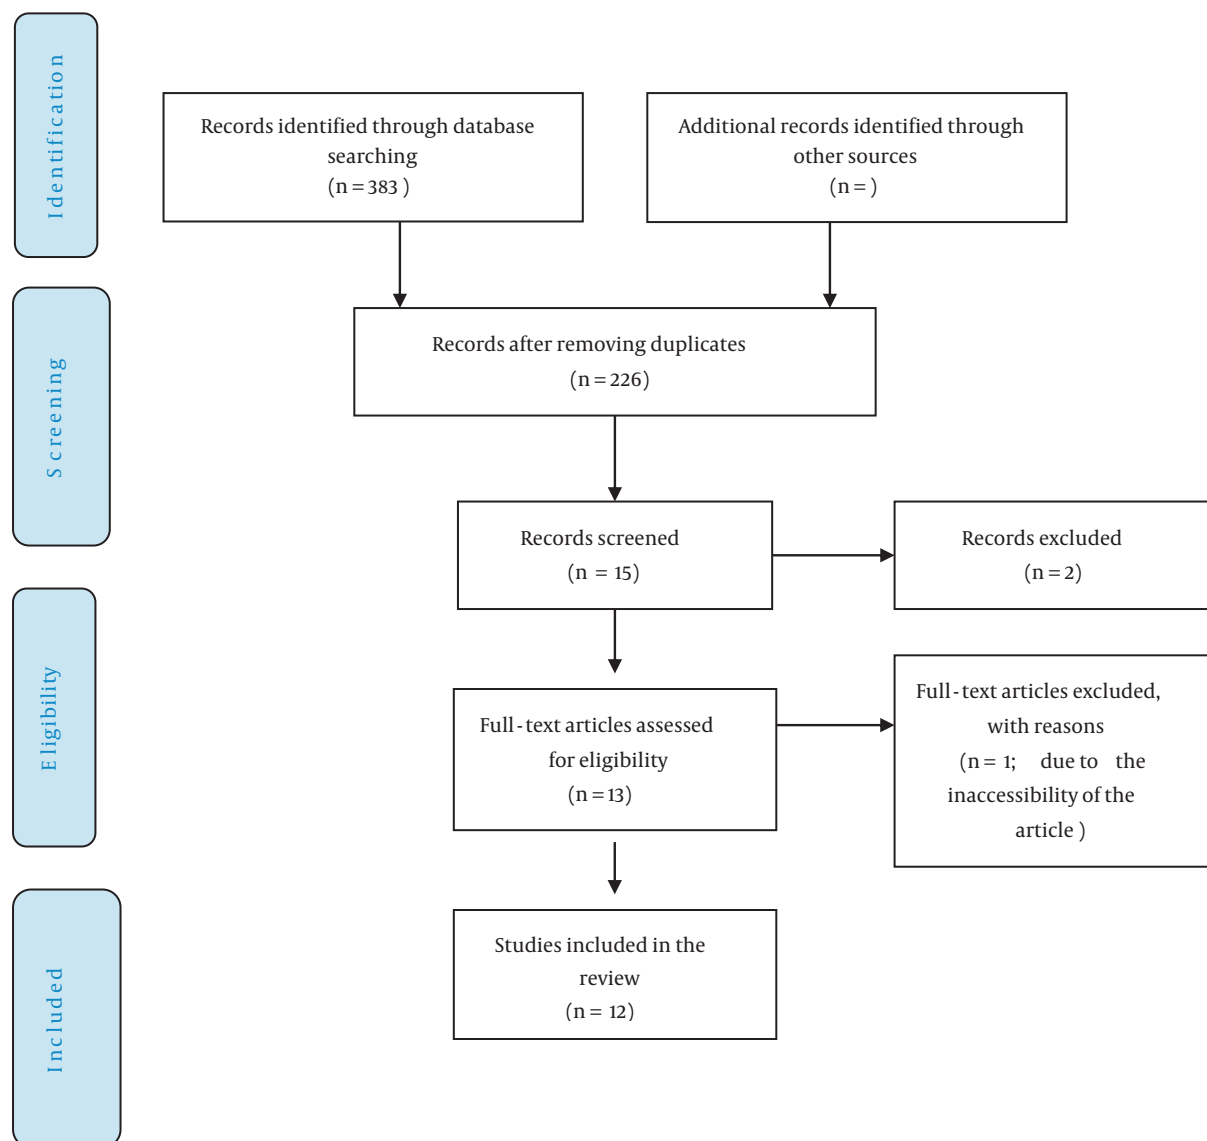 Identification
Records identified through database
searching
(n = 383 )
Additional records identified through
other sources
(n = )
Screening
Records after removing duplicates
(n = 226)
Records screened
(n = 15)
Records excluded
(n = 2)
Eligibility
Full-text articles assessed
for eligibility
(n = 13)
Full-text articles excluded,
with reasons
(n = 1; due to the
inaccessibility of the
article )
Included
Studies included in the
review
(n = 12)